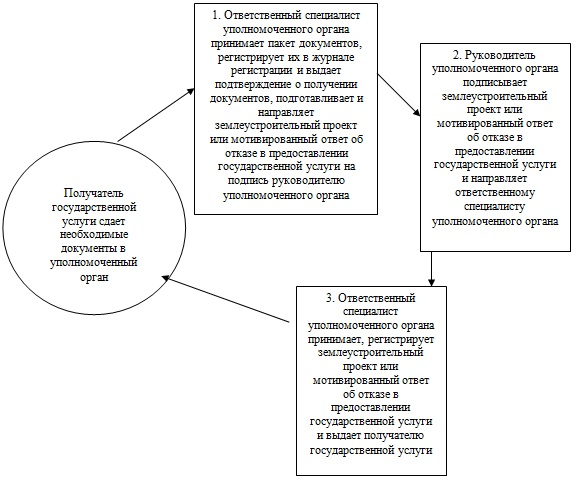 1. Ответственный специалист
уполномоченного органа
принимает пакет документов,
регистрирует их в журнале
регистрации и выдает
подтверждение о получении
документов, подготавливает и
направляет
землеустроительный проект
или мотивированный ответ об
отказе в предоставлении
государственной услуги на
подпись руководителю
уполномоченного органа
2. Руководитель
уполномоченного органа
подписывает
землеустроительный
проект или
мотивированный ответ
об отказе в
предоставлении
государственной услуги
и направляет
ответственному
специалисту
уполномоченного органа
Получатель
государственной
услуги сдает
необходимые
документы в
уполномоченный
орган
3. Ответственный
специалист
уполномоченного органа
принимает, регистрирует
землеустроительный
проект или
мотивированный ответ
об отказе в
предоставлении
государственной услуги
и выдает получателю
государственной услуги